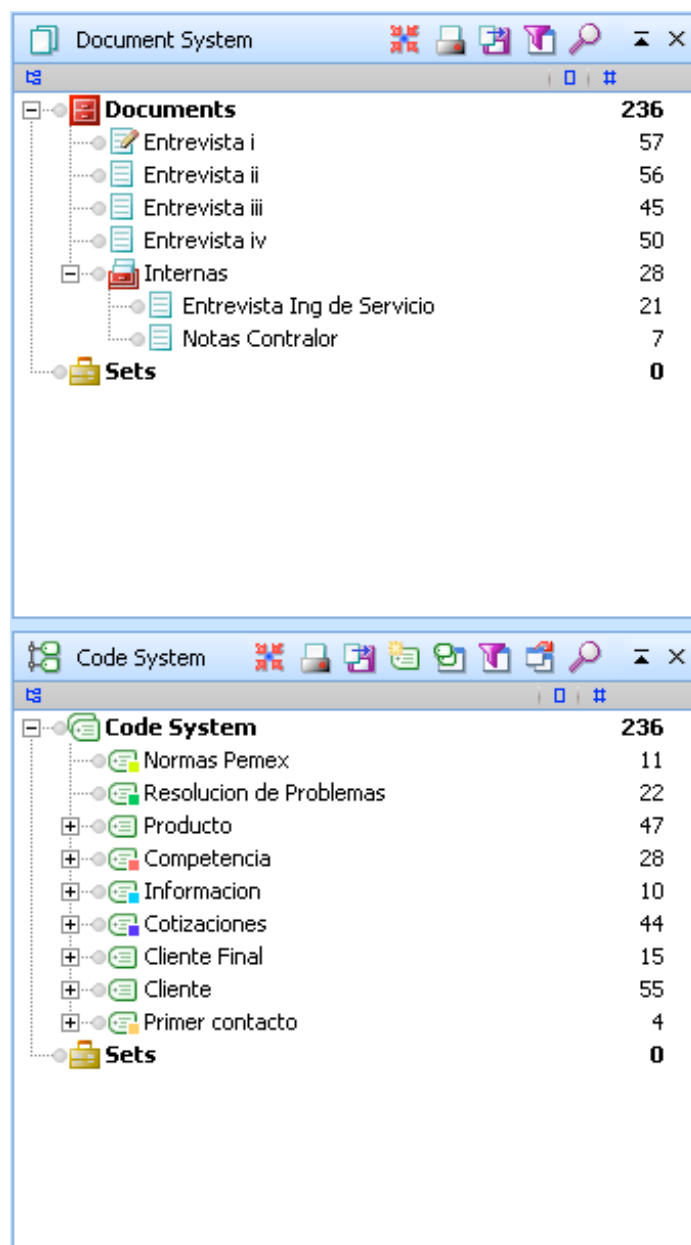 Document System
Documents 236
Entrevista i 57
Entrevista ii 56
Entrevista iii 45
Entrevista iv 50
Internas 28
Entrevista Ing de Servicio 21
Notas Contralor 7
Sets 0
Code System
Code System 236
Normas Pemex 11
Resolucion de Problemas 22
Producto 47
Competencia 28
Informacion 10
Cotizaciones 44
Cliente Final 15
Cliente 55
Primer contacto 4
Sets 0